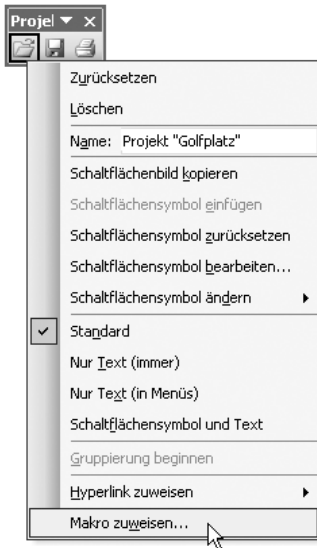 Projel
Zurücksetzen
Löschen
Name: Projekt "Golfplatz"
Schaltflächenbild kopieren
Schaltflächensymbol einfügen
Schaltflächensymbol zurücksetzen
Schaltflächensymbol bearbeiten...
Schaltflächensymbol ändern
Standard
Nur Text (immer)
Nur Text (in Menüs)
Schaltflächensymbol und Text
Gruppierung beginnen
Hyperlink zuweisen
Makro zuweisen...